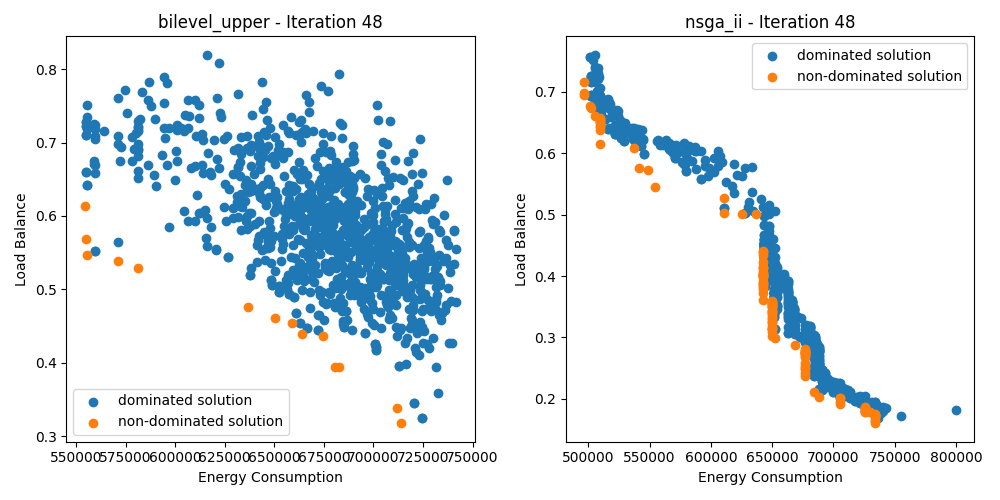 bilevel_upper - Iteration 48
0.8
0.7
0.6
0.5
0.4
0.3
Load Balance
dominated solution
non-dominated solution
550000 575000 600000 625000 650000 675000 700000 725000 750000
Energy Consumption
nsga_ii - Iteration 48
dominated solution
non-dominated solution
0.7
0.6
0.5
0.4
0.3
0.2
Load Balance
500000 550000 600000 650000 700000 750000 800000
Energy Consumption